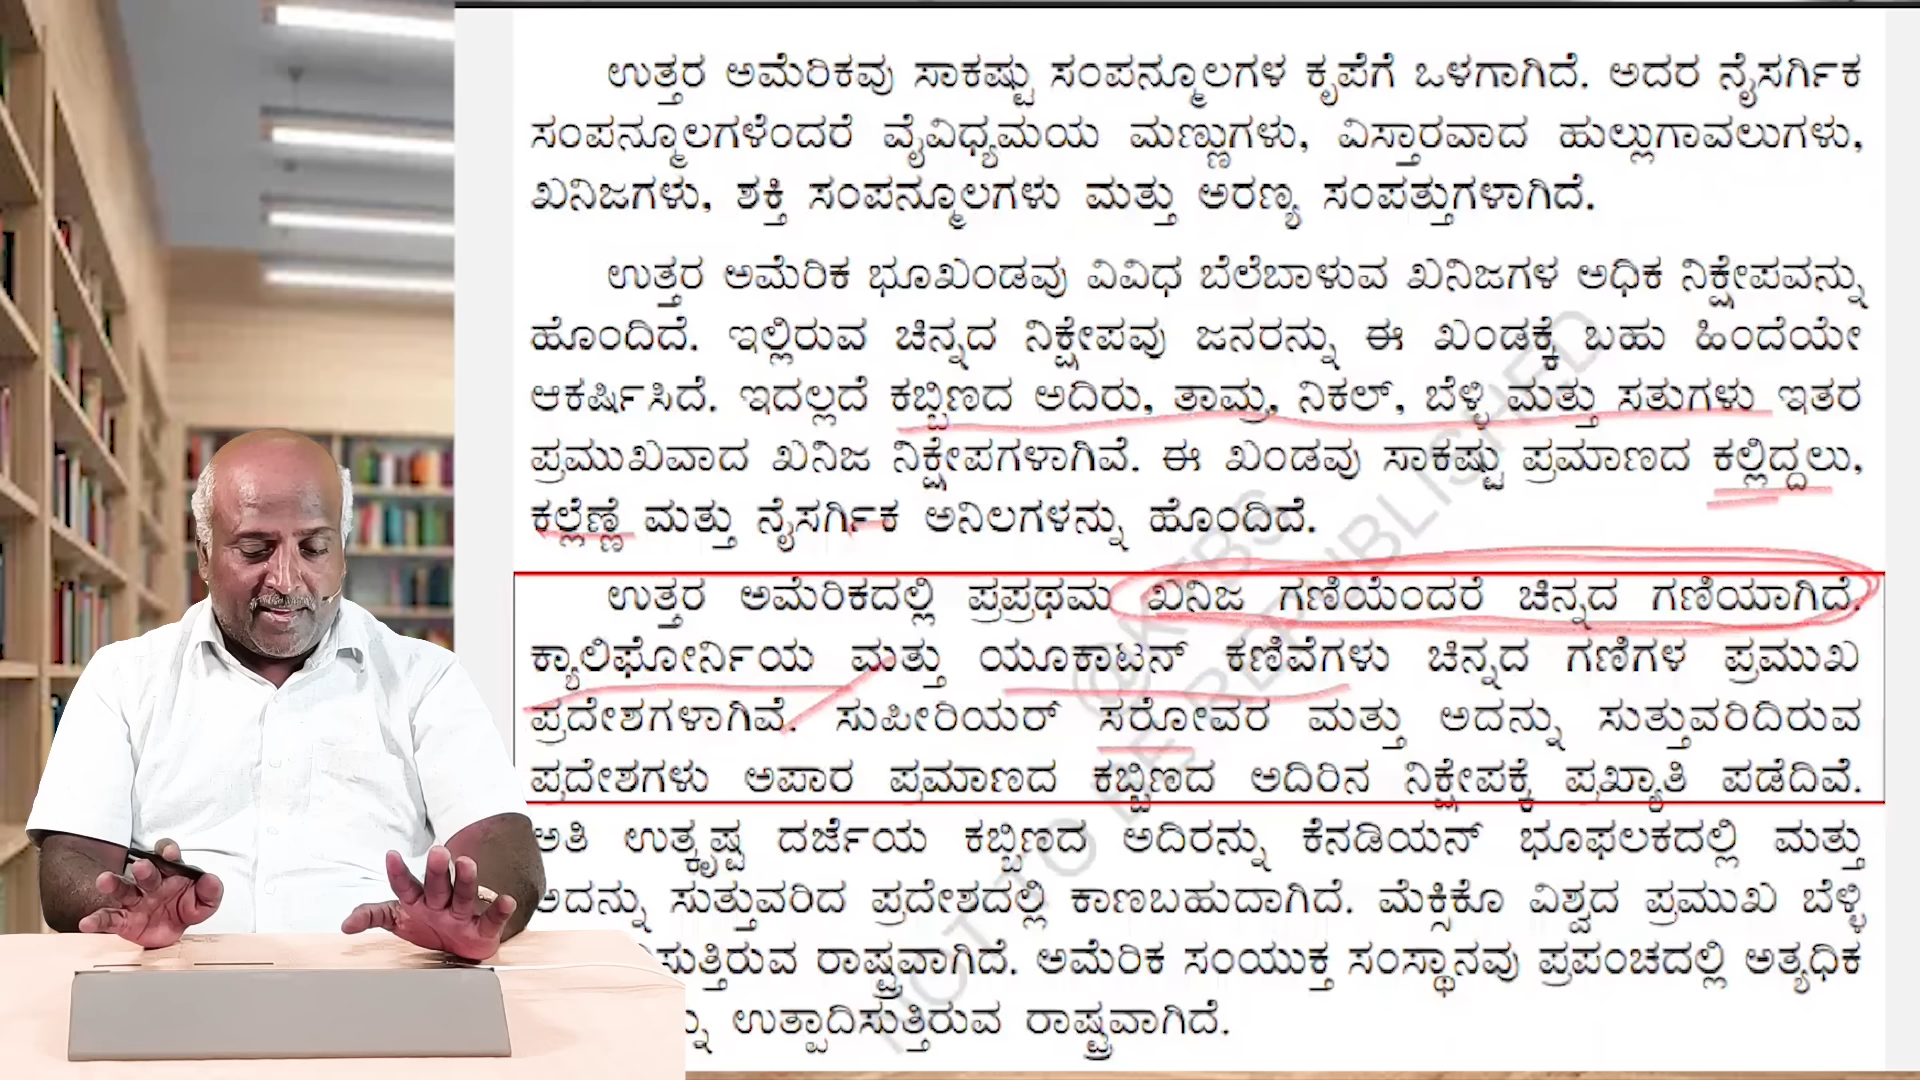 ಉತ್ತರ ಅಮೆರಿಕವು ಸಾಕಷ್ಟು ಸಂಪನ್ಮೂಲಗಳ ಕೃಪೆಗೆ ಒಳಗಾಗಿದೆ. ಅದರ ನೈಸರ್ಗಿಕ
ಸಂಪನ್ಮೂಲಗಳೆಂದರೆ ವೈವಿಧ್ಯಮಯ ಮಣ್ಣುಗಳು, ವಿಸ್ತಾರವಾದ ಹುಲ್ಲುಗಾವಲುಗಳು,
ಖನಿಜಗಳು, ಶಕ್ತಿ ಸಂಪನ್ಮೂಲಗಳು ಮತ್ತು ಅರಣ್ಯ ಸಂಪತ್ತುಗಳಾಗಿದೆ.
ಉತ್ತರ ಅಮೆರಿಕ ಭೂಖಂಡವು ವಿವಿಧ ಬೆಲೆಬಾಳುವ ಖನಿಜಗಳ ಅಧಿಕ ನಿಕ್ಷೇಪವನ್ನು
ಹೊಂದಿದೆ. ಇಲ್ಲಿರುವ ಚಿನ್ನದ ನಿಕ್ಷೇಪವು ಜನರನ್ನು ಈ ಖಂಡಕ್ಕೆ ಬಹು ಹಿಂದೆಯೇ
ಆಕರ್ಷಿಸಿದೆ. ಇದಲ್ಲದೆ ಕಬ್ಬಿಣದ ಅದಿರು, ತಾಮ್ರ, ನಿಕಲ್, ಬೆಳ್ಳಿ ಮತ್ತು ಸತುಗಳು ಇತರ
ಪ್ರಮುಖವಾದ ಖನಿಜ ನಿಕ್ಷೇಪಗಳಾಗಿವೆ. ಈ ಖಂಡವು ಸಾಕಷ್ಟು ಪ್ರಮಾಣದ ಕಲ್ಲಿದ್ದಲು,
ಕಲ್ಲೆಣ್ಣೆ ಮತ್ತು ನೈಸರ್ಗಿಕ ಅನಿಲಗಳನ್ನು ಹೊಂದಿದೆ.
ಉತ್ತರ ಅಮೆರಿಕದಲ್ಲಿ ಪ್ರಪ್ರಥಮ ಖನಿಜ ಗಣಿಯೆಂದರೆ ಚಿನ್ನದ ಗಣಿಯಾಗಿದೆ.
ಕ್ಯಾಲಿಫೋರ್ನಿಯ ಮತ್ತು ಯೂಕಾಟನ್ ಕಣಿವೆಗಳು ಚಿನ್ನದ ಗಣಿಗಳ ಪ್ರಮುಖ
ಪ್ರದೇಶಗಳಾಗಿವೆ. ಸುಪೀರಿಯರ್ ಸರೋವರ ಮತ್ತು ಅದನ್ನು ಸುತ್ತುವರಿದಿರುವ
ಪ್ರದೇಶಗಳು ಅಪಾರ ಪ್ರಮಾಣದ ಕಬ್ಬಿಣದ ಅದಿರಿನ ನಿಕ್ಷೇಪಕ್ಕೆ ಪ್ರಖ್ಯಾತಿ ಪಡೆದಿವೆ.
ಅತಿ ಉತ್ಕೃಷ್ಟ ದರ್ಜೆಯ ಕಬ್ಬಿಣದ ಅದಿರನ್ನು ಕೆನಡಿಯನ್ ಭೂಫಲಕದಲ್ಲಿ ಮತ್ತು
ಅದನ್ನು ಸುತ್ತುವರಿದ ಪ್ರದೇಶದಲ್ಲಿ ಕಾಣಬಹುದಾಗಿದೆ. ಮೆಕ್ಸಿಕೊ ವಿಶ್ವದ ಪ್ರಮುಖ ಬೆಳ್ಳಿ
ರಾಷ್ಟ್ರವಾಗಿದೆ. ಅಮೆರಿಕ ಸಂಯುಕ್ತ ಸಂಸ್ಥಾನವು ಪ್ರಪಂಚದಲ್ಲಿ ಅತ್ಯಧಿಕ
ಉತ್ಪಾದಿಸುತ್ತಿರುವ ರಾಷ್ಟ್ರವಾಗಿದೆ.